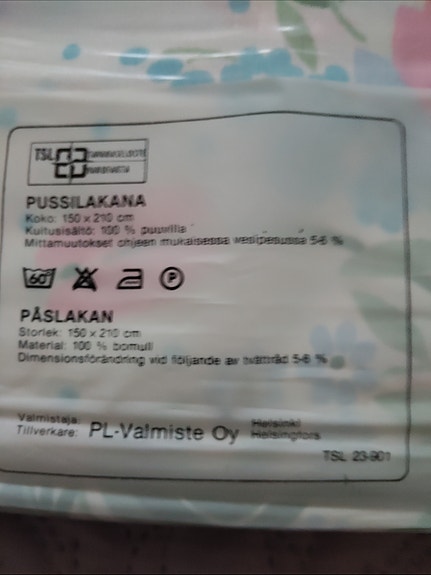 TSL
PUSSILAKANA
Koko: 150 x 210 cm
Kuitusisältö: 100 % puuvilla
Mittamuutokset ohjeen mukaisessa vesipesussa 5-6 %
60 P
PÅSLAKAN
Storlek: 150 x 210 cm
Material: 100 % bomull
Dimensionsförändring vid följande av tvättråd 5-6 %
Valmistaja:
Tillverkare: PL-Valmiste Oy Helsinki
Helsingfors
TSL 23-901